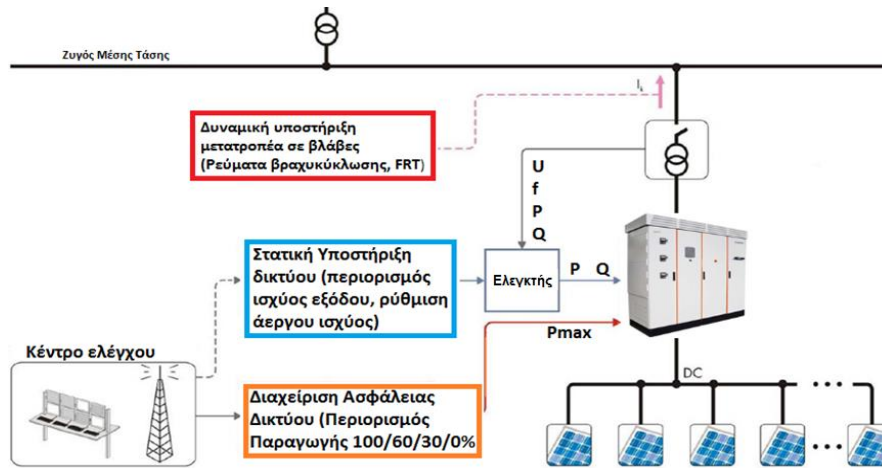 Ζυγός Μέσης Τάσης
Ik
Δυναμική υποστήριξη
μετατροπέα σε βλάβες
(Ρεύματα βραχυκύκλωσης, FRT)
U
f
P
Q
Στατική Υποστήριξη
δικτύου (περιορισμός
ισχύος εξόδου, ρύθμιση
άεργου ισχύος)
Ελεγκτής
P Q
Pmax
Κέντρο ελέγχου
Διαχείριση Ασφάλειας
Δικτύου (Περιορισμός
Παραγωγής 100/60/30/0%
DC